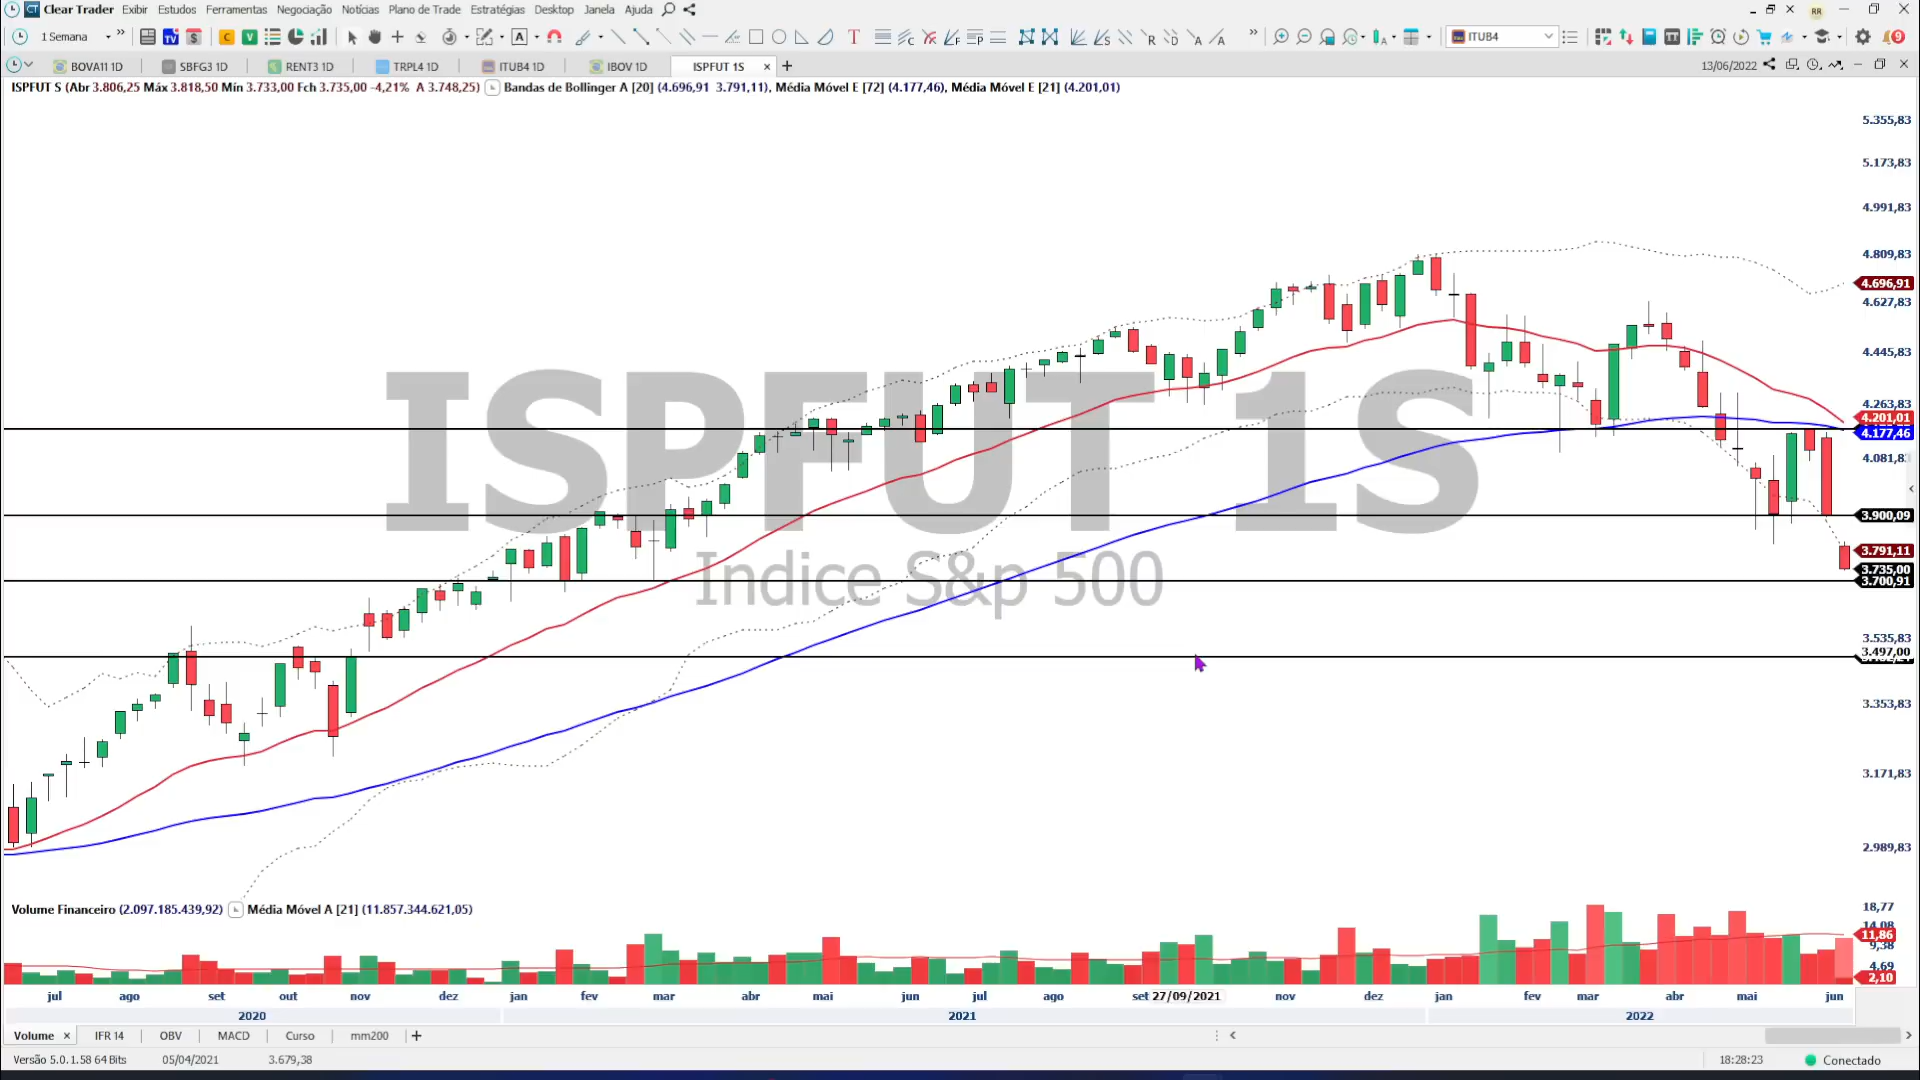 Clear Trader Exibir Estudos Ferramentas Negociação Notícias Plano de Trade Estratégias Desktop Janela Ajuda RR
1 Semana ITUB4 9
BOVA11 1D SBFG3 1D RENT3 1D TRPL4 1D ITUB4 1D IBOV 1D ISPFUT 1S 13/06/2022
ISPFUT S (Abr 3.806,25 Máx 3.818,50 Mín 3.733,00 Fch 3.735,00 -4,21% A 3.748,25) Bandas de Bollinger A [20] (4.696,91 3.791,11), Média Móvel E [72] (4.177,46), Média Móvel E [21] (4.201,01)
5.355,83
5.173,83
4.991,83
4.809,83
4.696,91
4.627,83
4.445,83
4.263,83
4.201,01
4.177,46
4.081,83
3.900,09
3.791,11
3.735,00
3.700,91
3.535,83
3.497,00
3.353,83
3.171,83
2.989,83
ISPFUT 1S
Indice S&p 500
Volume Financeiro (2.097.185.439,92) Média Móvel A [21] (11.857.344.621,05)
18,77
14,08
11,86
9,38
4,69
2,10
jul ago set out nov dez jan fev mar abr mai jun jul ago set 27/09/2021 nov dez jan fev mar abr mai jun
2020 2021 2022
Volume IFR 14 OBV MACD Curso mm200
Versão 5.0.1.58 64 Bits 05/04/2021 3.679,38 18:28:23 Conectado